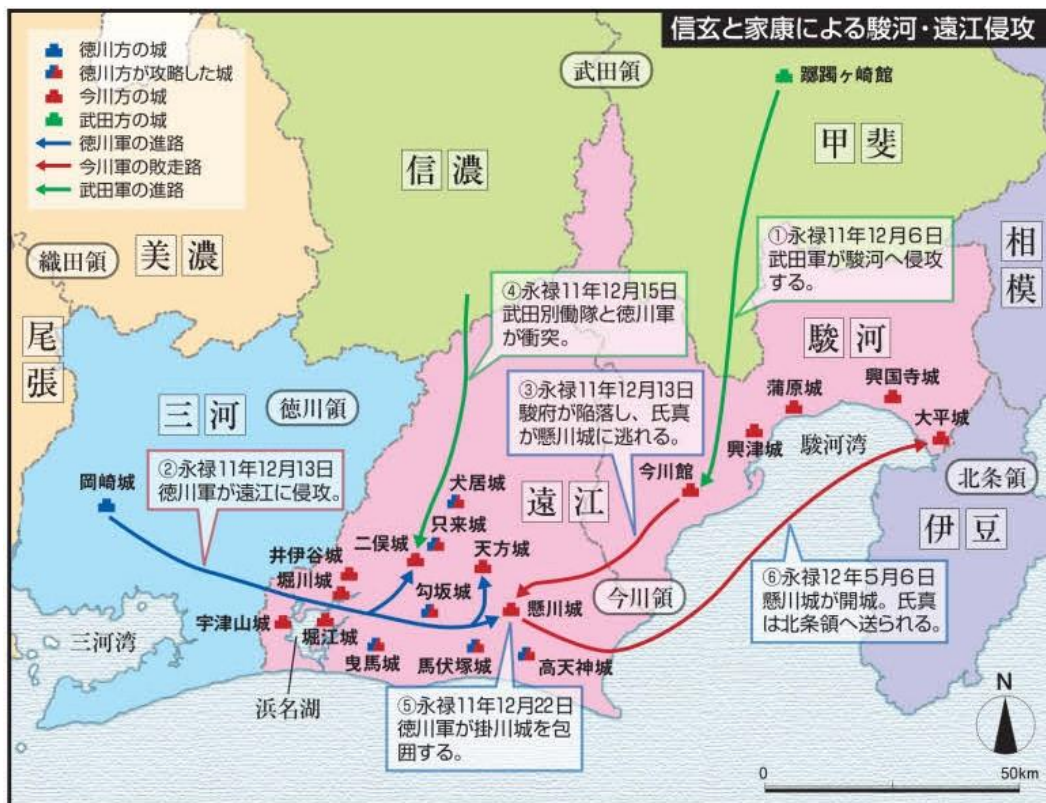 信玄と家康による駿河・遠江侵攻
徳川方の城
徳川方が攻略した城
今川方の城
武田方の城
徳川軍の進路
今川軍の敗走路
武田軍の進路
武田領
躑躅ヶ崎館
甲斐
信濃
美濃
織田領
尾張
相模
①永禄11年12月6日
武田軍が駿河へ侵攻
する。
④永禄11年12月15日
武田別働隊と徳川軍
が衝突。
駿河
③永禄11年12月13日
駿府が陥落し、氏真
が懸川城に逃れる。
蒲原城
興国寺城
大平城
興津城
駿河湾
三河
徳川領
②永禄11年12月13日
徳川軍が遠江に侵攻。
岡崎城
犬居城
只来城
遠江
今川館
北条領
伊豆
二俣城
天方城
井伊谷城
堀川城
勾坂城
懸川城
今川領
⑥永禄12年5月6日
懸川城が開城。氏真
は北条領へ送られる。
宇津山城
堀江城
三河湾
曳馬城
馬伏塚城
高天神城
浜名湖
⑤永禄11年12月22日
徳川軍が掛川城を包
囲する。
N
0
50km